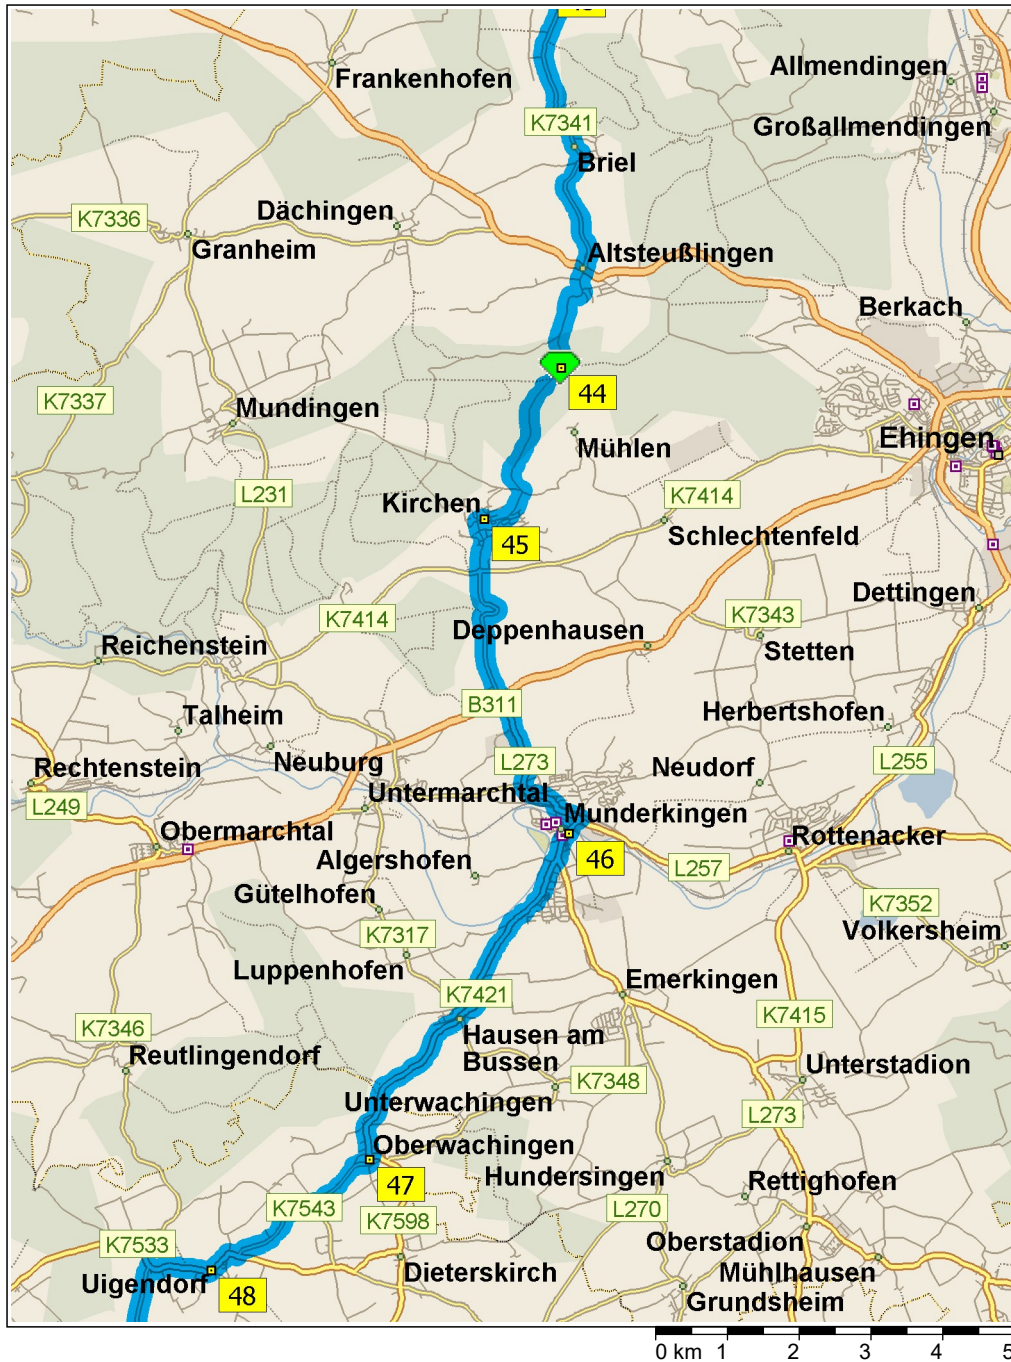 Frankenhofen
Allmendingen
K7341
Großallmendingen
Briel
K7336
Dächingen
Granheim
Altsteußlingen
Berkach
44
K7337
Mundingen
Mühlen
Ehingen
L231
Kirchen
K7414
45
Schlechtenfeld
Dettingen
K7414
K7343
Deppenhausen
Reichenstein
Stetten
B311
Talheim
Herbertshofen
Rechtenstein
Neuburg
L273
Neudorf
L255
L249
Untermarchtal
Munderkingen
Obermarchtal
Rottenacker
Algershofen
46
L257
Gütelhofen
K7352
K7317
Volkersheim
Luppenhofen
Emerkingen
K7421
K7346
K7415
Reutlingendorf
Hausen am
Bussen
Unterstadion
K7348
Unterwachingen
L273
Oberwachingen
47
Hundersingen
Rettighofen
K7543
K7598
L270
K7533
Oberstadion
Uigendorf
48
Dieterskirch
Mühlhausen
Grundsheim
0 km 1 2 3 4 5